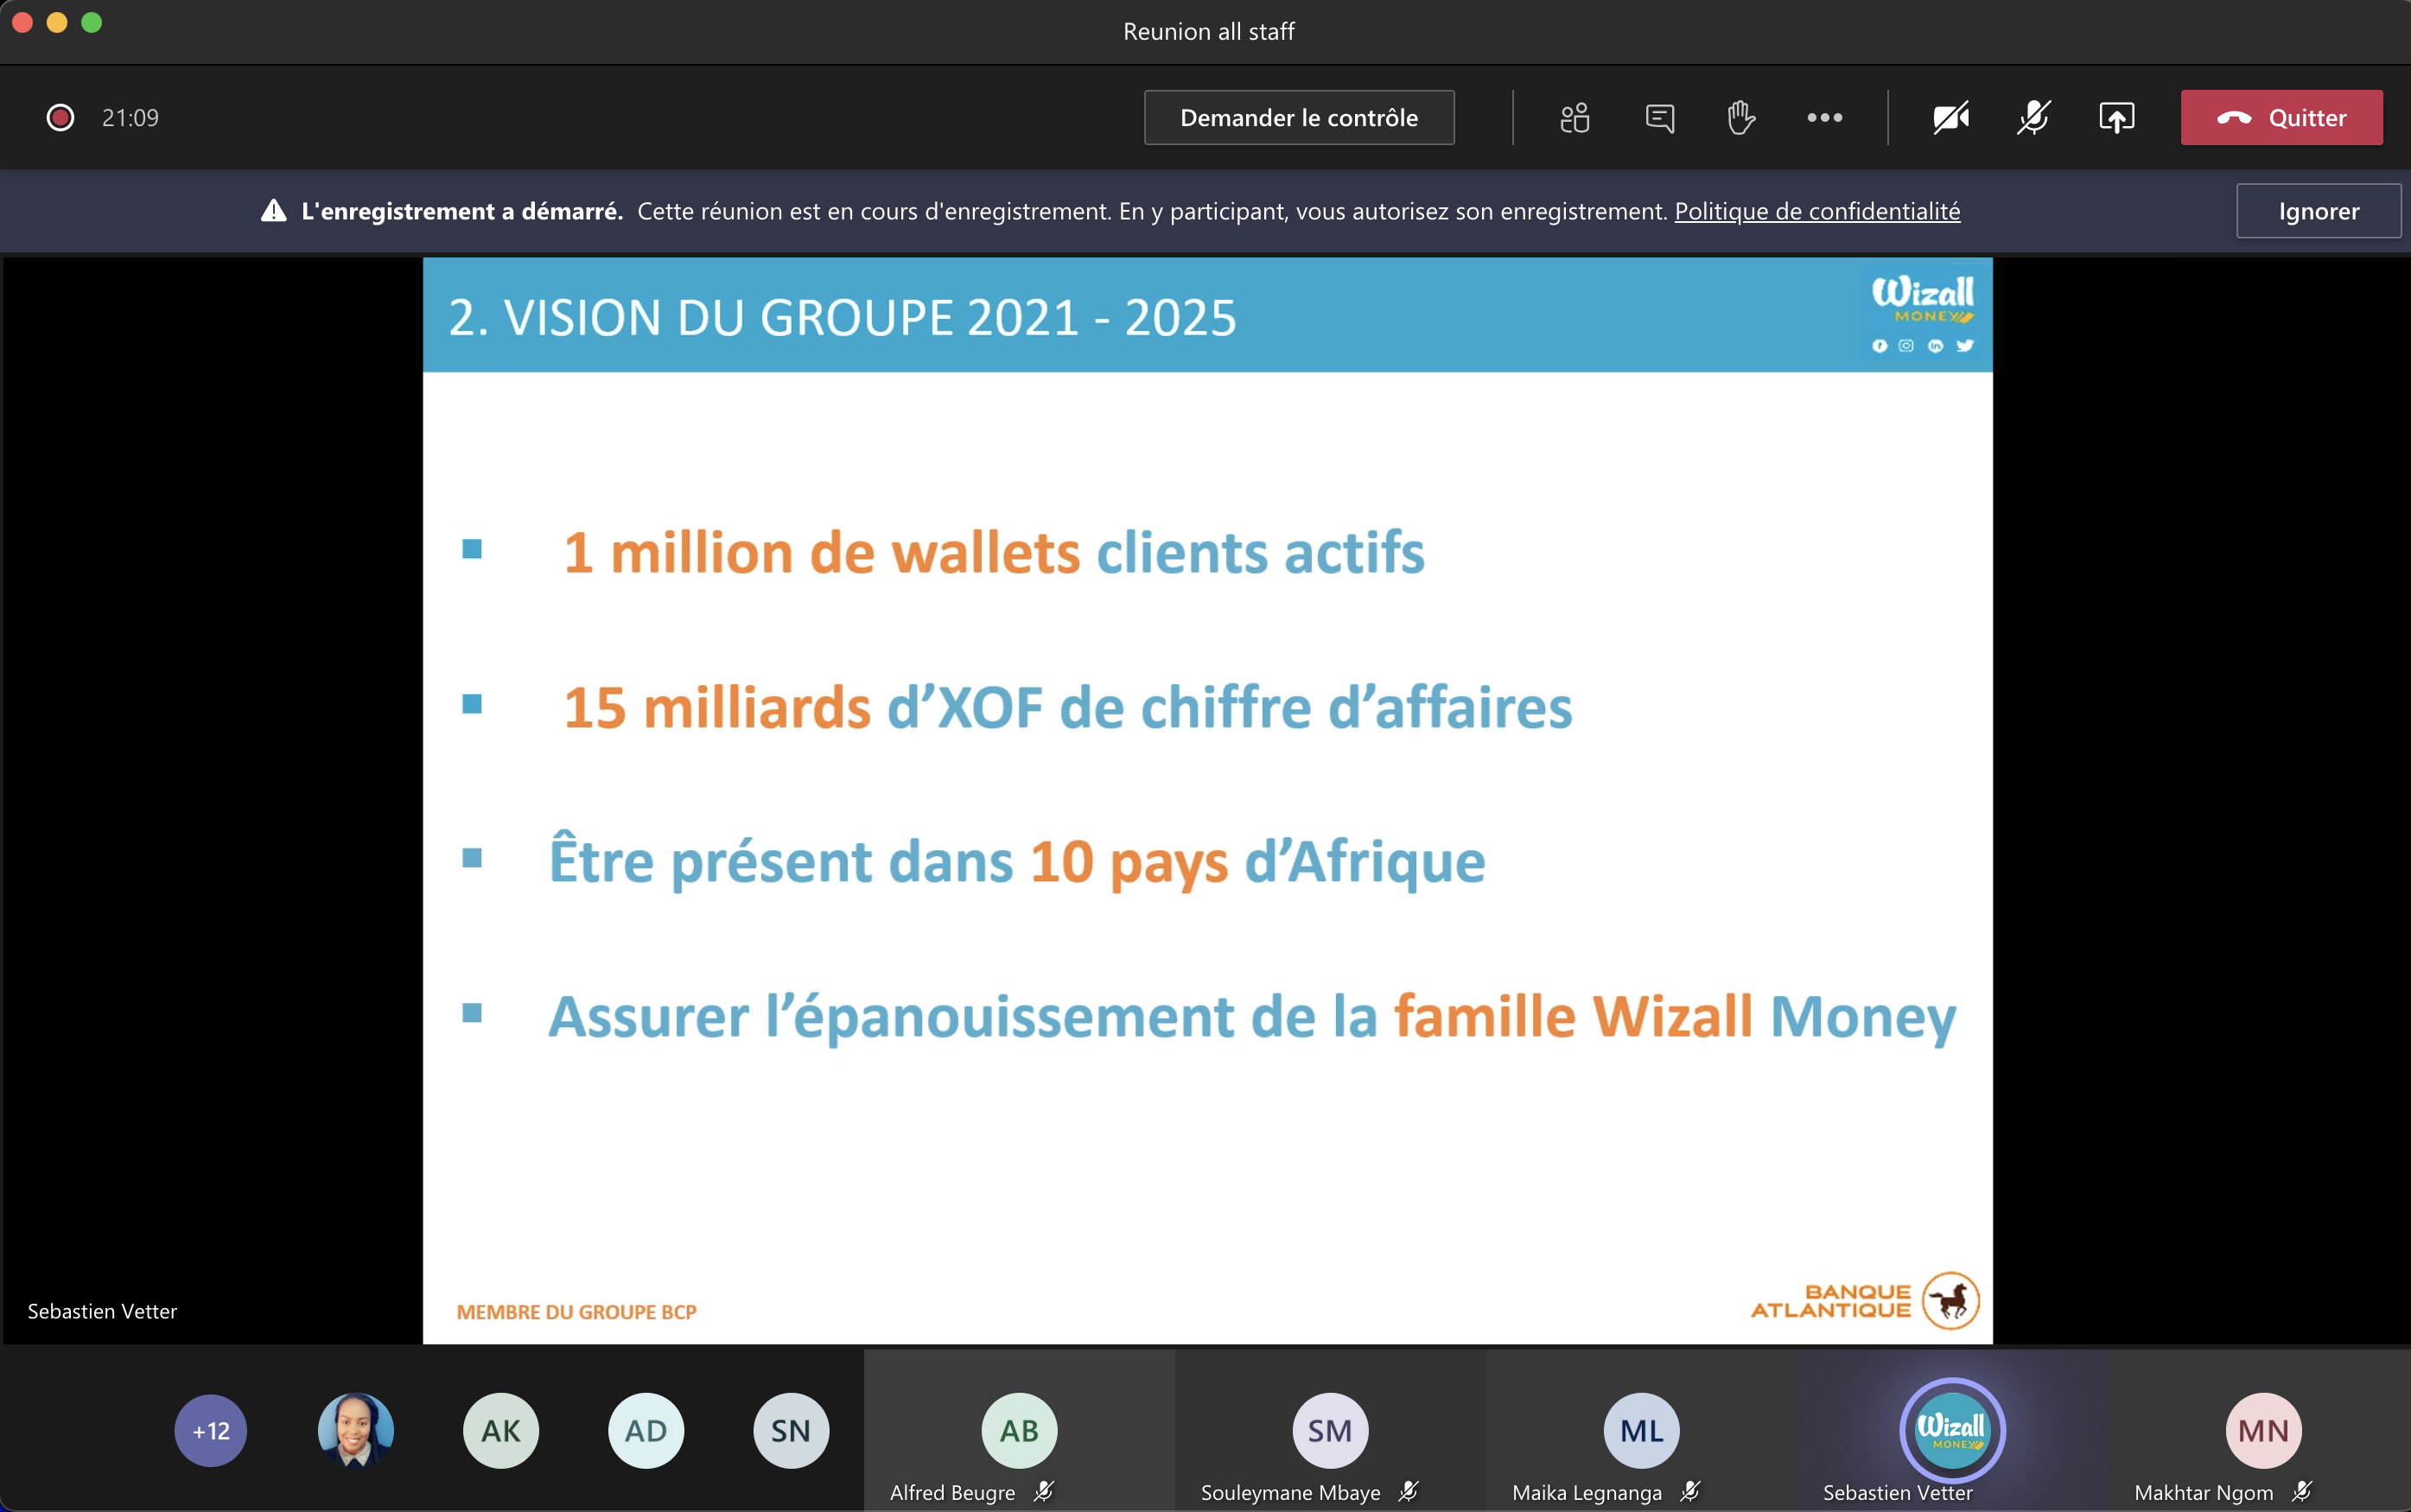 Reunion all staff
21:09
Demander le contrôle
Quitter
L'enregistrement a démarré. Cette réunion est en cours d'enregistrement. En y participant, vous autorisez son enregistrement. Politique de confidentialité
Ignorer
2. VISION DU GROUPE 2021 - 2025
Wizall
MONEY
1 million de wallets clients actifs
15 milliards d’XOF de chiffre d’affaires
Être présent dans 10 pays d’Afrique
Assurer l’épanouissement de la famille Wizall Money
Sebastien Vetter
MEMBRE DU GROUPE BCP
BANQUE
ATLANTIQUE
+12
AK
AD
SN
AB
SM
ML
Wizall
MONEY
MN
Alfred Beugre
Souleymane Mbaye
Maika Legnanga
Sebastien Vetter
Makhtar Ngom